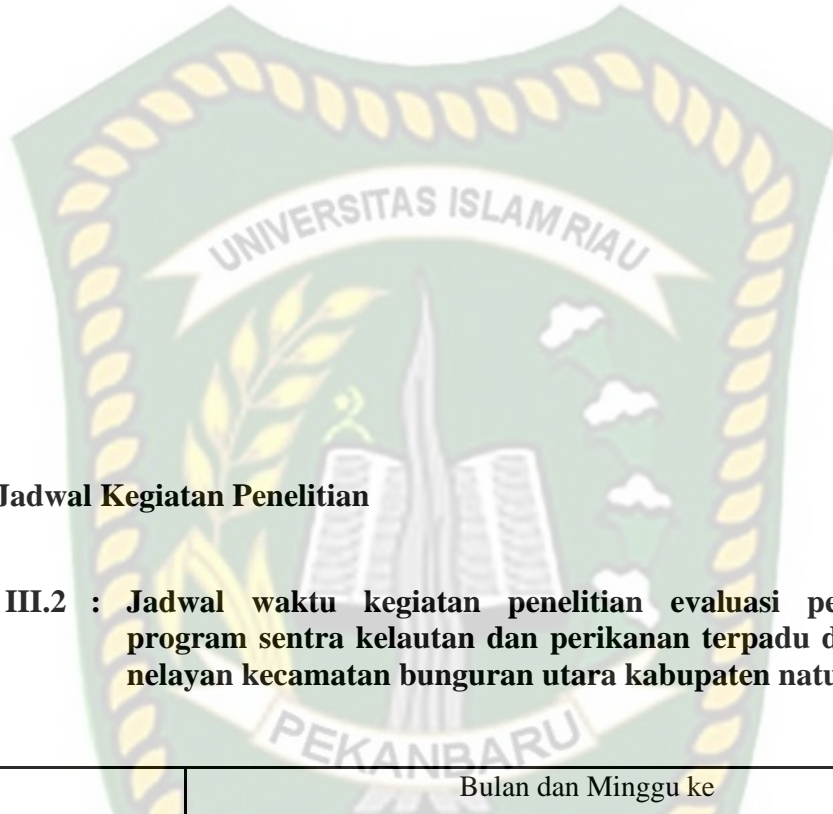 UNIVERSITAS ISLAM RIAU
Jadwal Kegiatan Penelitian
III.2 : Jadwal waktu kegiatan penelitian evaluasi pe
program sentra kelautan dan perikanan terpadu d
nelayan kecamatan bunguran utara kabupaten natu
PEKANBARU
Bulan dan Minggu ke